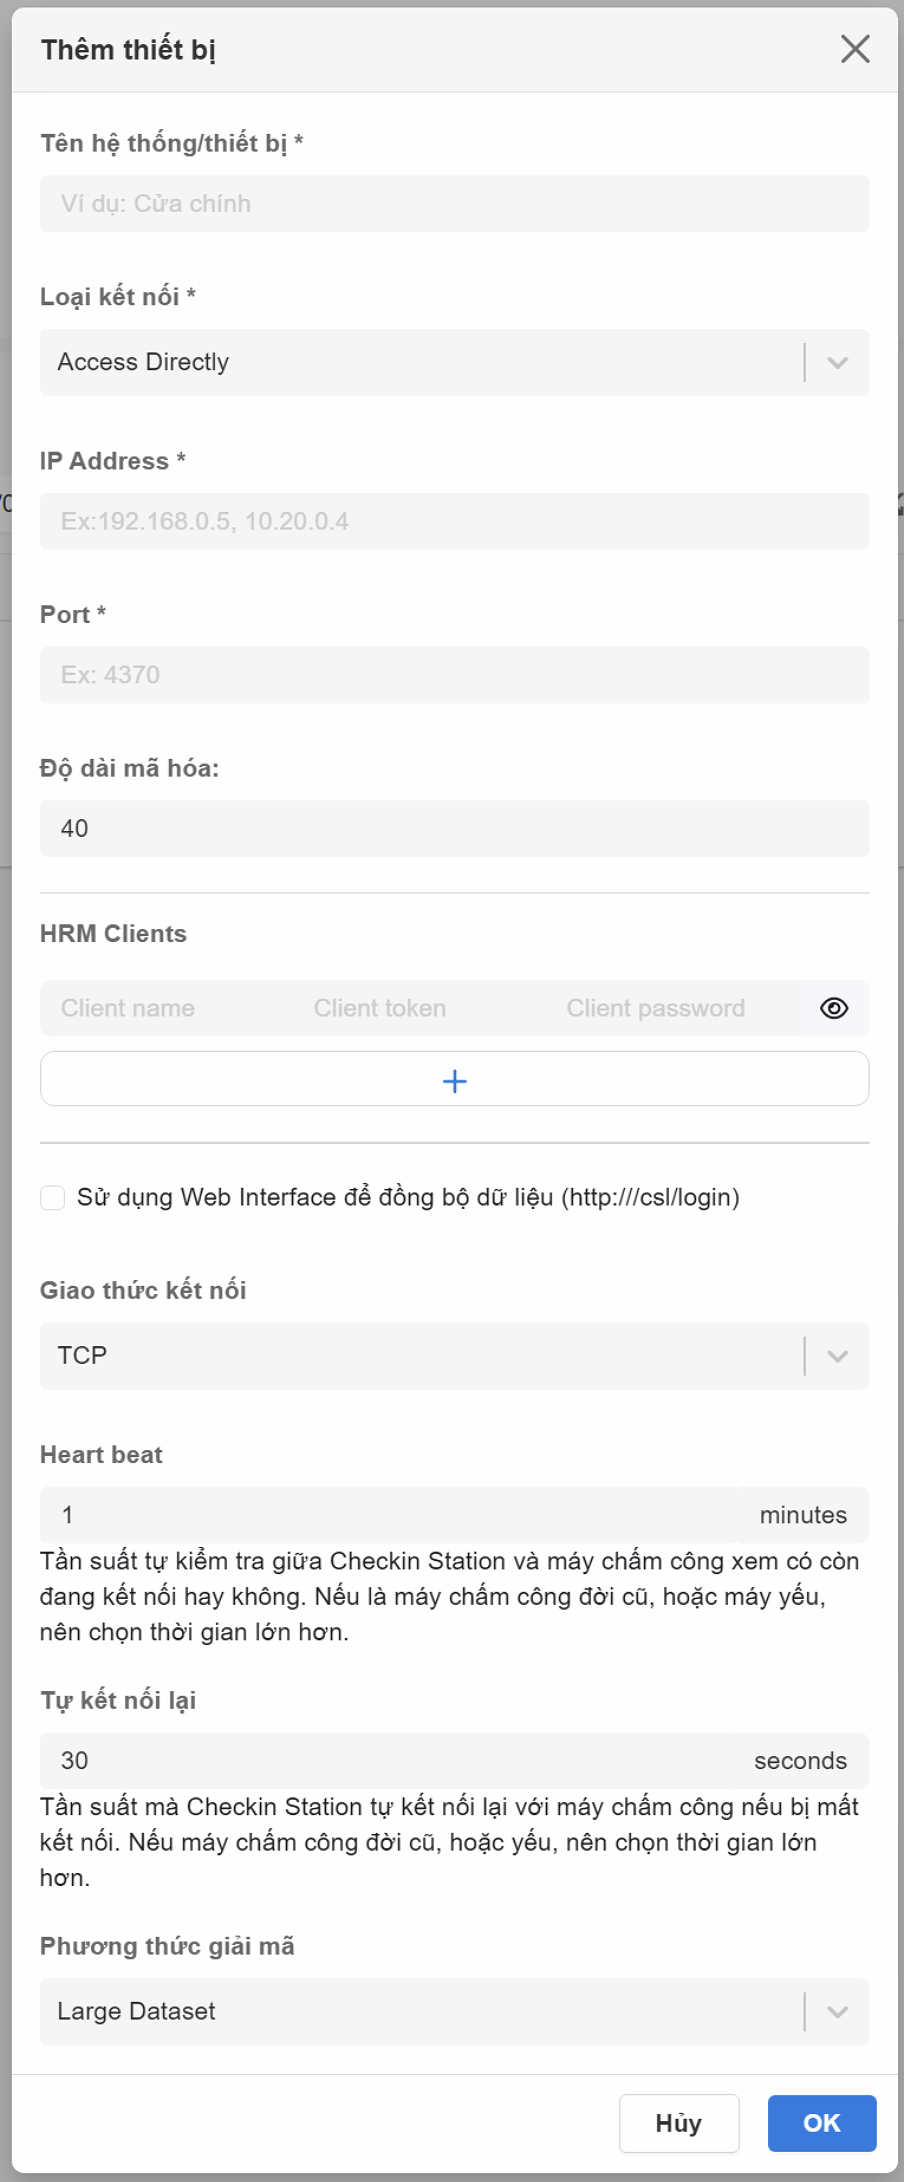 Thêm thiết bị
Tên hệ thống/thiết bị *
Ví dụ: Cửa chính
Loại kết nối *
Access Directly
IP Address *
Ex:192.168.0.5, 10.20.0.4
Port *
Ex: 4370
Độ dài mã hóa:
40
HRM Clients
Client name Client token Client password
+
Sử dụng Web Interface để đồng bộ dữ liệu (http:///csl/login)
Giao thức kết nối
TCP
Heart beat
1 minutes
Tần suất tự kiểm tra giữa Checkin Station và máy chấm công xem có còn
đang kết nối hay không. Nếu là máy chấm công đời cũ, hoặc máy yếu,
nên chọn thời gian lớn hơn.
Tự kết nối lại
30 seconds
Tần suất mà Checkin Station tự kết nối lại với máy chấm công nếu bị mất
kết nối. Nếu máy chấm công đời cũ, hoặc yếu, nên chọn thời gian lớn
hơn.
Phương thức giải mã
Large Dataset
Hủy OK